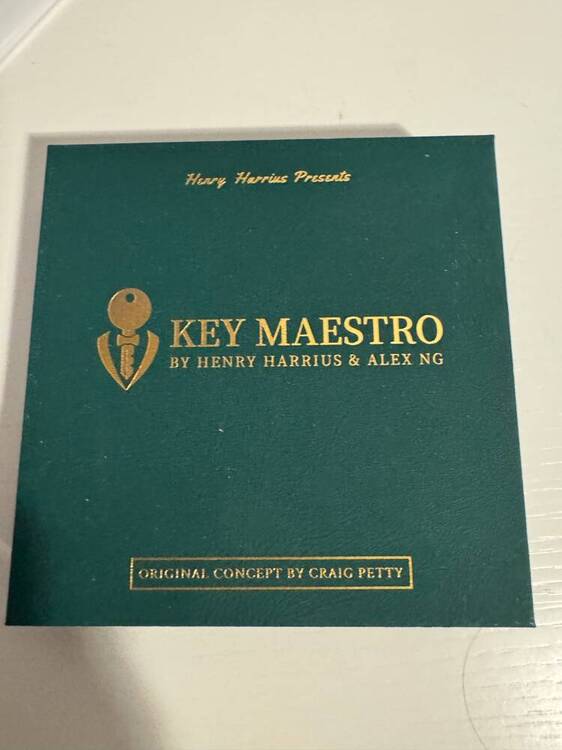 Henry Harrius Presents
KEY MAESTRO
BY HENRY HARRIUS & ALEX NG
ORIGINAL CONCEPT BY CRAIG PETTY